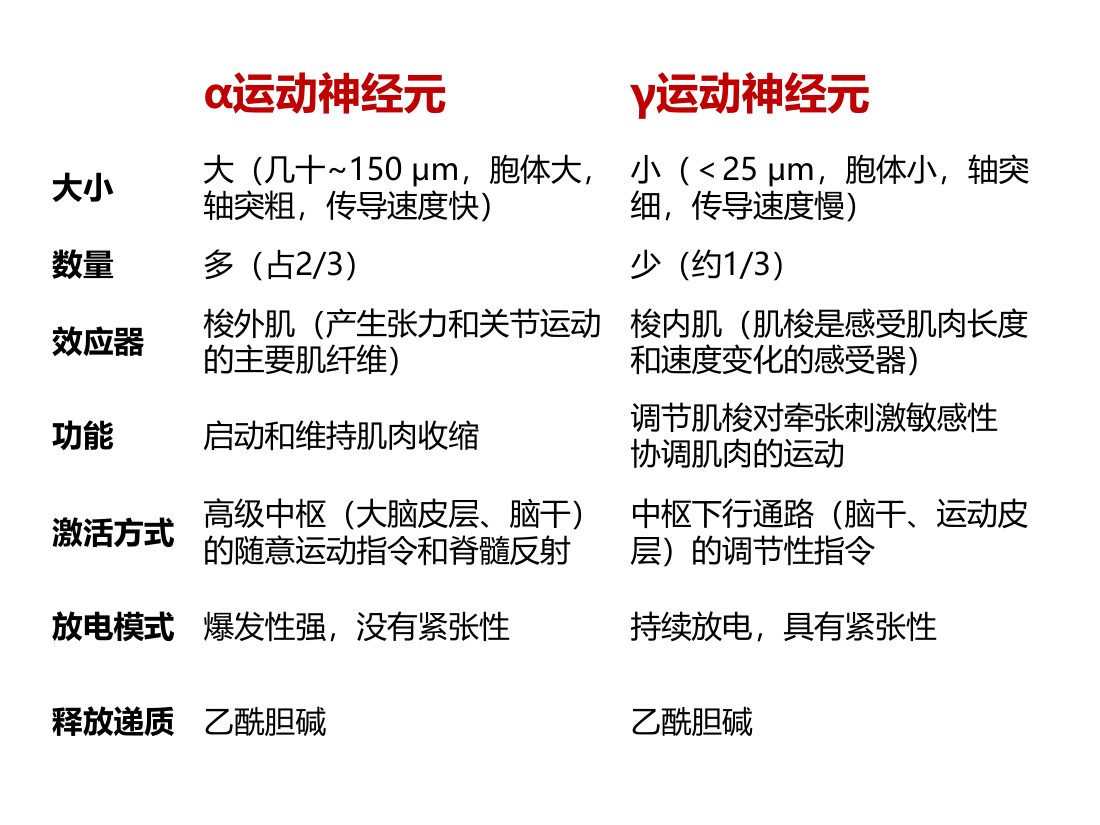 α运动神经元 γ运动神经元
大小 大（几十~150 μm，胞体大，轴突粗，传导速度快） 小（＜25 μm，胞体小，轴突细，传导速度慢）
数量 多（占2/3） 少（约1/3）
效应器 梭外肌（产生张力和关节运动的主要肌纤维） 梭内肌（肌梭是感受肌肉长度和速度变化的感受器）
功能 启动和维持肌肉收缩 调节肌梭对牵张刺激敏感性 协调肌肉的运动
激活方式 高级中枢（大脑皮层、脑干）的随意运动指令和脊髓反射 中枢下行通路（脑干、运动皮层）的调节性指令
放电模式 爆发性强，没有紧张性 持续放电，具有紧张性
释放递质 乙酰胆碱 乙酰胆碱